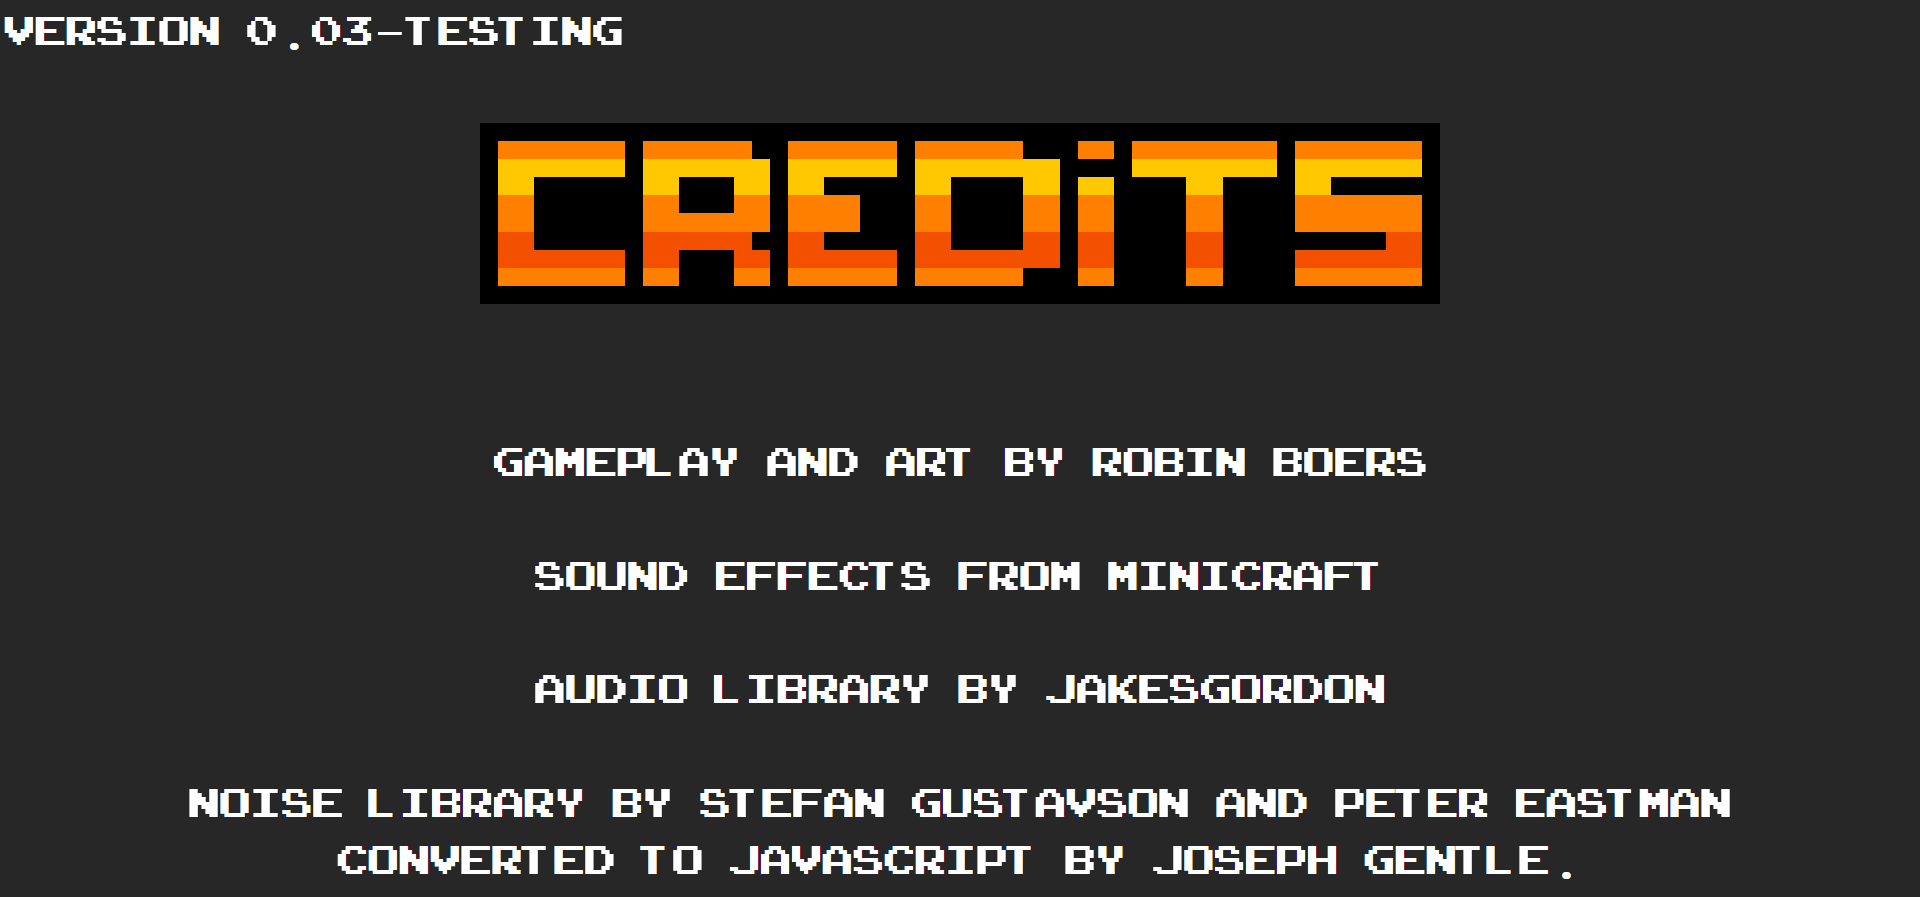 VERSION 0.03-TESTING
CREDiTS
GAMEPLAY AND ART BY ROBIN BOERS
SOUND EFFECTS FROM MINICRAFT
AUDIO LIBRARY BY JAKESGORDON
NOISE LIBRARY BY STEFAN GUSTAVSON AND PETER EASTMAN
CONVERTED TO JAVASCRIPT BY JOSEPH GENTLE.